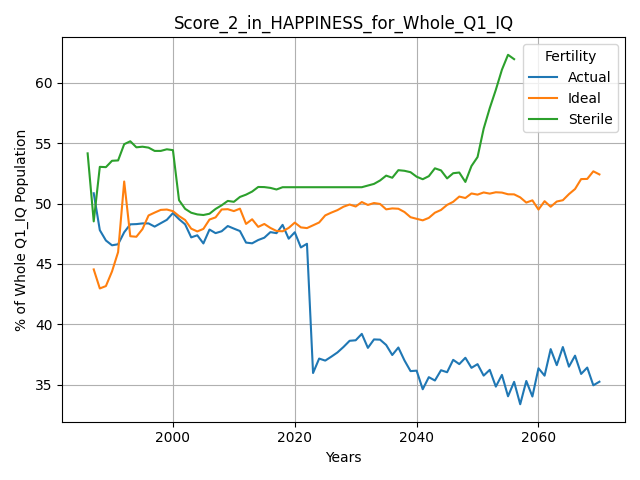 Score_2_in_HAPPINESS_for_Whole_Q1_IQ
Fertility
Actual
Ideal
Sterile
% of Whole Q1_IQ Population
60
55
50
45
40
35
2000
2020
2040
2060
Years